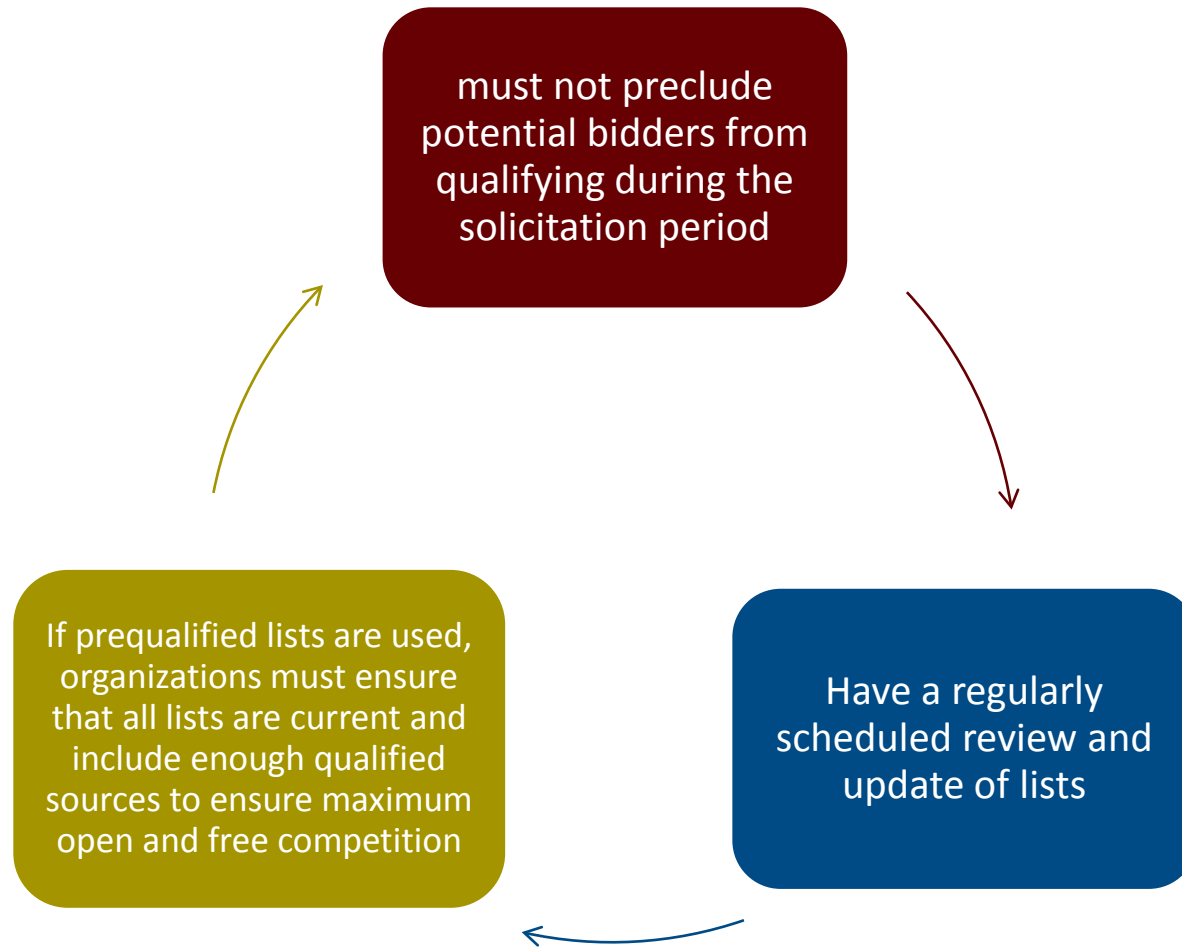 must not preclude
potential bidders from
qualifying during the
solicitation period
If prequalified lists are used,
organizations must ensure
that all lists are current and
include enough qualified
sources to ensure maximum
open and free competition
Have a regularly
scheduled review and
update of lists